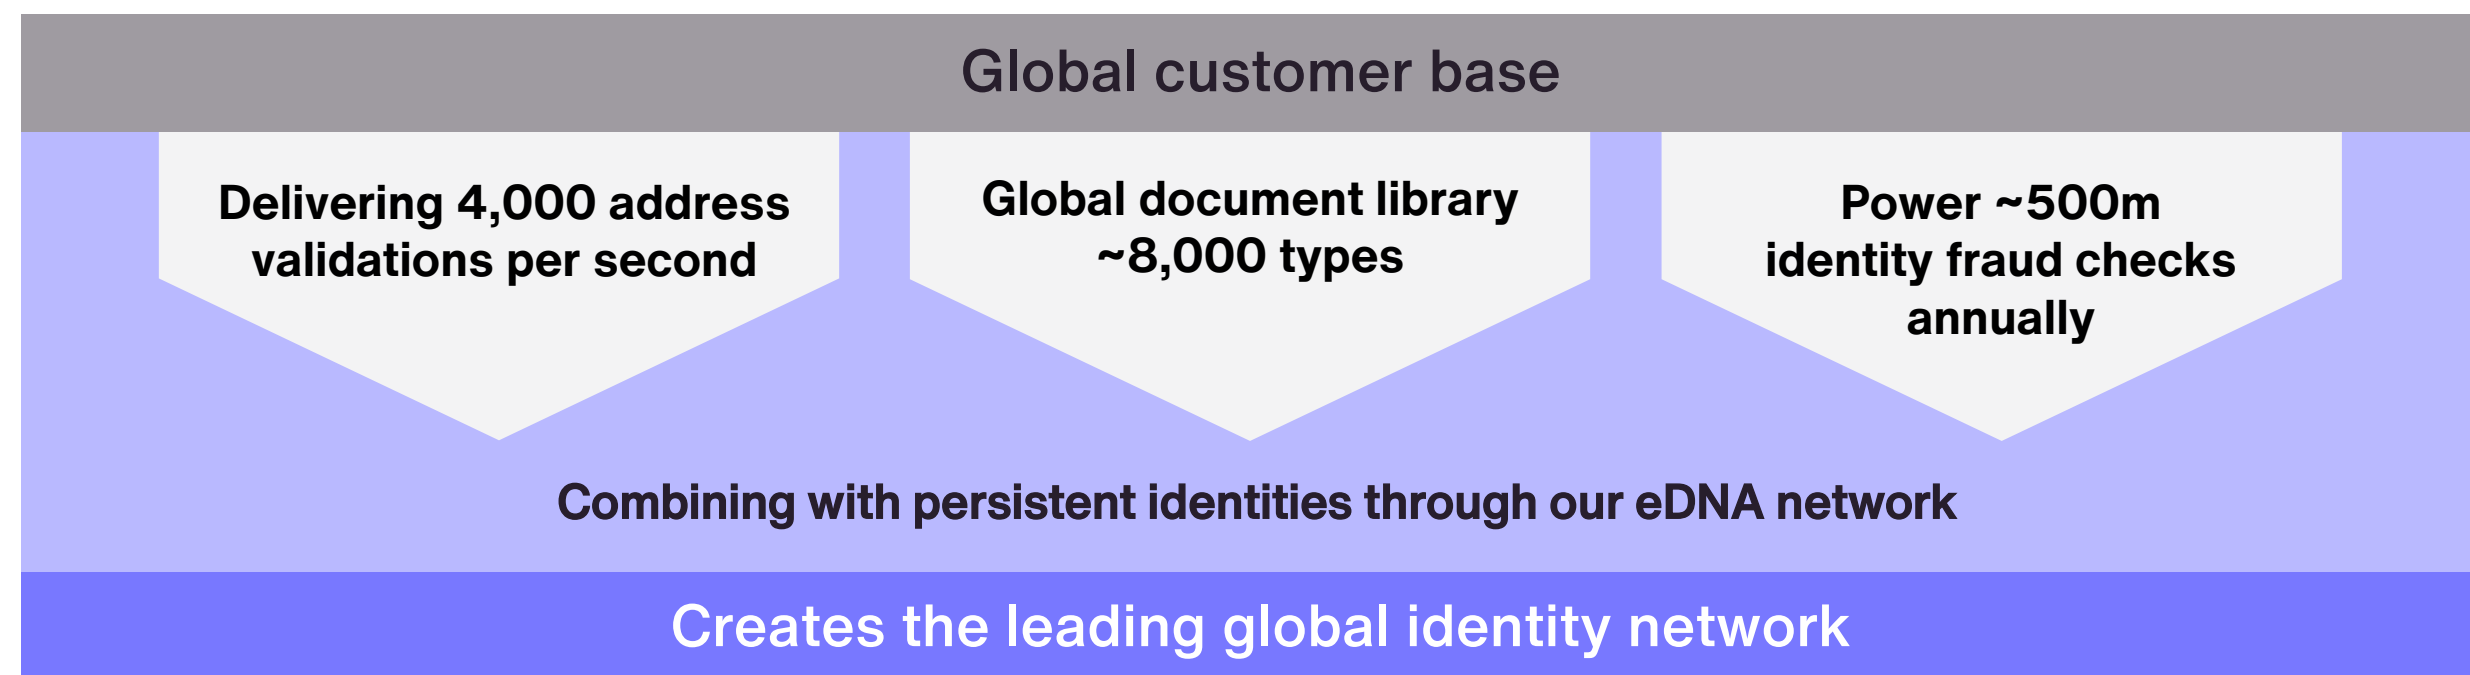 Global customer base
Delivering 4,000 address
validations per second
Global document library
~8,000 types
Power ~500m
identity fraud checks
annually
Combining with persistent identities through our eDNA network
Creates the leading global identity network